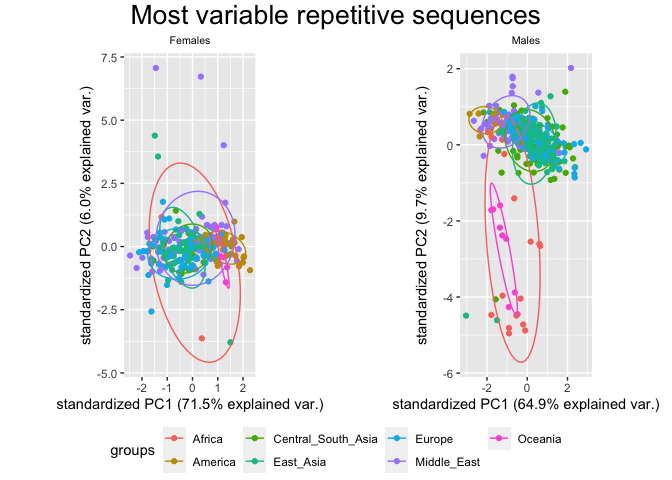 Most variable repetitive sequences
Females
Males
standardized PC2 (6.0% explained var.)
7.5
5.0
2.5
0.0
-2.5
-5.0
-2 -1 0 1 2
standardized PC1 (71.5% explained var.)
standardized PC2 (9.7% explained var.)
2
0
-2
-4
-6
-2 0 2
standardized PC1 (64.9% explained var.)
groups
Africa Central_South_Asia Europe Oceania
America East_Asia Middle_East